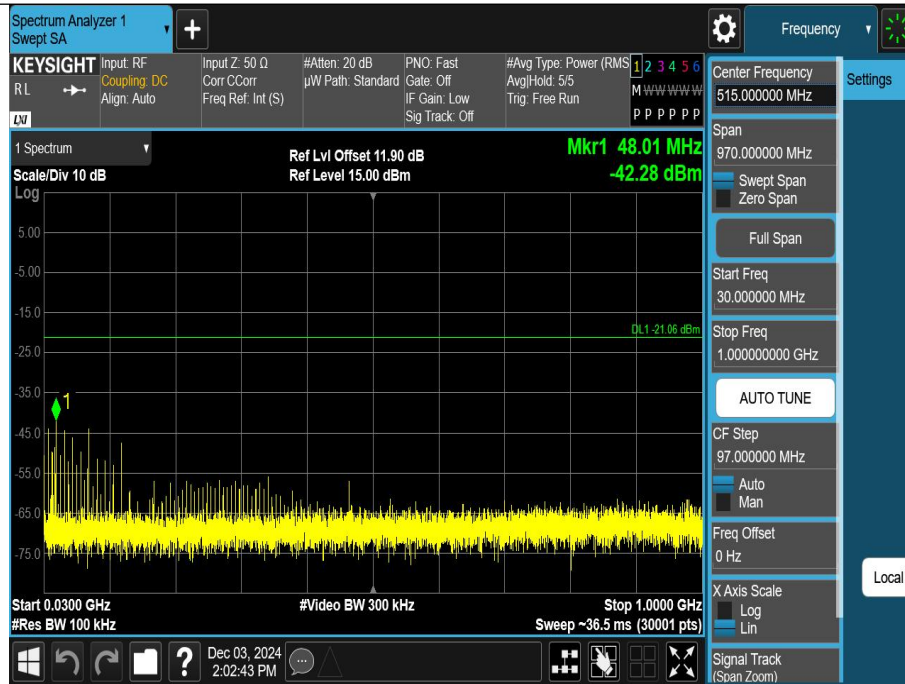 Spectrum Analyzer 1
Swept SA
Frequency
KEYSIGHT
RL
LXI
Input: RF
Coupling: DC
Align: Auto
Input Z: 50 Ω
Corr CCorr
Freq Ref: Int (S)
#Atten: 20 dB
µW Path: Standard
PNO: Fast
Gate: Off
IF Gain: Low
Sig Track: Off
#Avg Type: Power (RMS
Avg|Hold: 5/5
Trig: Free Run
1 2 3 4 5 6
M W W W W W
P P P P P P
1 Spectrum
Scale/Div 10 dB
Log
Ref Lvl Offset 11.90 dB
Ref Level 15.00 dBm
Mkr1 48.01 MHz
-42.28 dBm
5.00
-5.00
-15.0
DL1 -21.06 dBm
-25.0
-35.0
1
-45.0
-55.0
-65.0
-75.0
Start 0.0300 GHz
#Res BW 100 kHz
#Video BW 300 kHz
Stop 1.0000 GHz
Sweep ~36.5 ms (30001 pts)
Dec 03, 2024
2:02:43 PM
Center Frequency
515.000000 MHz
Settings
Span
970.000000 MHz
Swept Span
Zero Span
Full Span
Start Freq
30.000000 MHz
Stop Freq
1.000000000 GHz
AUTO TUNE
CF Step
97.000000 MHz
Auto
Man
Freq Offset
0 Hz
Local
X Axis Scale
Log
Lin
Signal Track
(Span Zoom)